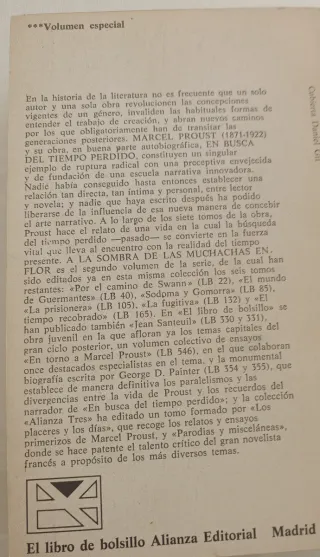 ***Volumen especial
En la historia de la literatura no es frecuente que un solo
autor y una sola obra revolucionen las concepciones
vigentes de un género, invaliden las habituales formas de
entender el trabajo de creación, y abran nuevos caminos
por los que obligatoriamente han de transitar las
generaciones posteriores. MARCEL PROUST (1871-1922)
y su obra, en buena parte autobiográfica, EN BUSCA
DEL TIEMPO PERDIDO, constituyen un singular
ejemplo de ruptura radical con una preceptiva envejecida
y de fundación de una escuela narrativa innovadora.
Nadie había conseguido hasta entonces establecer una
relación tan directa, tan íntima y personal, entre lector
y novela; y nadie que haya escrito después ha podido
liberarse de la influencia de esa nueva manera de concebir
el arte narrativo. A lo largo de los siete tomos de la obra,
Proust hace el relato de una vida en la cual la búsqueda
del tiempo perdido —pasado— se convierte en la fuerza
vital que lleva al encuentro con la realidad del tiempo
presente. A LA SOMBRA DE LAS MUCHACHAS EN
FLOR es el segundo volumen de la serie, de la cual han
sido editados ya en esta misma colección los seis tomos
restantes: «Por el camino de Swann» (LB 22), «El mundo
de Guermantes» (LB 40), «Sodoma y Gomorra» (LB 85),
«La prisionera» (LB 105), «La fugitiva» (LB 132) y «El
tiempo recobrado» (LB 165). En «El libro de bolsillo» se
han publicado también «Jean Santeuil» (LB 330 y 331),
obra juvenil en la que afloran ya los temas capitales del
gran ciclo posterior, un volumen colectivo de ensayos
«En torno a Marcel Proust» (LB 546), en el que colaboran
once destacados especialistas en el tema, y la monumental
biografía escrita por George D. Painter (LB 354 y 355), que
establece de manera definitiva los paralelismos y las
divergencias entre la vida de Proust y los recuerdos del
narrador de «En busca del tiempo perdido»; y la colección
«Alianza Tres» ha editado un tomo formado por «Los
placeres y los días», que recoge los relatos y ensayos
primerizos de Marcel Proust, y «Parodias y misceláneas»,
donde se hace patente el talento crítico del gran novelista
francés a propósito de los más diversos temas.
El libro de bolsillo Alianza Editorial Madrid
Cubierta Daniel Gil